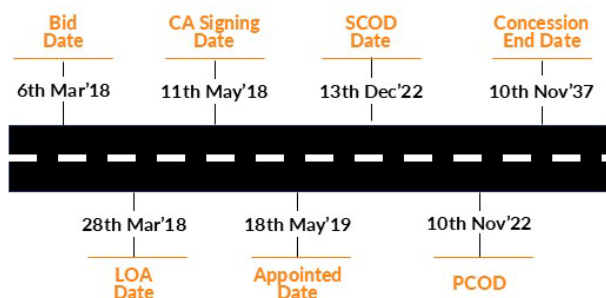 Bid
Date
CA Signing
Date
SCOD
Date
Concession
End Date
6th Mar'18
11th May'18
13th Dec'22
10th Nov'37
28th Mar'18
18th May'19
10th Nov'22
LOA
Date
Appointed
Date
PCOD